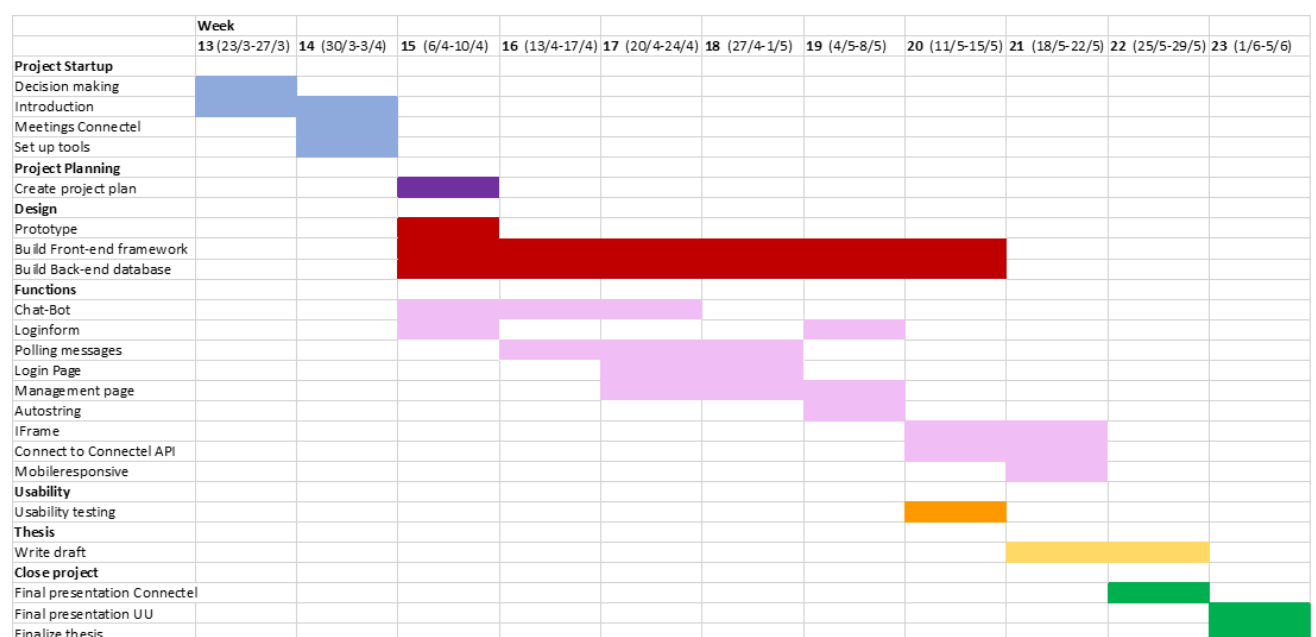 Week
13 (23/3-27/3) 14 (30/3-3/4) 15 (6/4-10/4) 16 (13/4-17/4) 17 (20/4-24/4) 18 (27/4-1/5) 19 (4/5-8/5) 20 (11/5-15/5) 21 (18/5-22/5) 22 (25/5-29/5) 23 (1/6-5/6)
Project Startup
Decision making
Introduction
Meetings Connectel
Set up tools
Project Planning
Create project plan
Design
Prototype
Build Front-end framework
Build Back-end database
Functions
Chat-Bot
Loginform
Polling messages
Login Page
Management page
Autostring
IFrame
Connect to Connectel API
Mobileresponsive
Usability
Usability testing
Thesis
Write draft
Close project
Final presentation Connectel
Final presentation UU
Finalize thesis